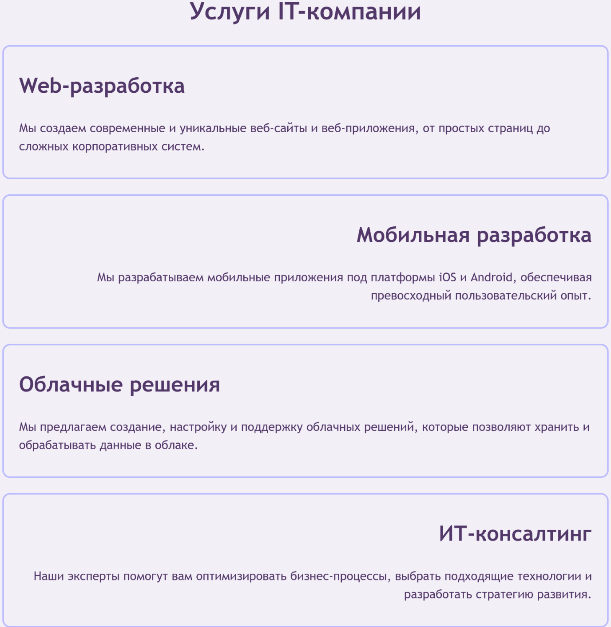 Услуги IT-компании
Web-разработка
Мы создаем современные и уникальные веб-сайты и веб-приложения, от простых страниц до
сложных корпоративных систем.
Мобильная разработка
Мы разрабатываем мобильные приложения под платформы iOS и Android, обеспечивая
превосходный пользовательский опыт.
Облачные решения
Мы предлагаем создание, настройку и поддержку облачных решений, которые позволяют хранить и
обрабатывать данные в облаке.
ИТ-консалтинг
Наши эксперты помогут вам оптимизировать бизнес-процессы, выбрать подходящие технологии и
разработать стратегию развития.